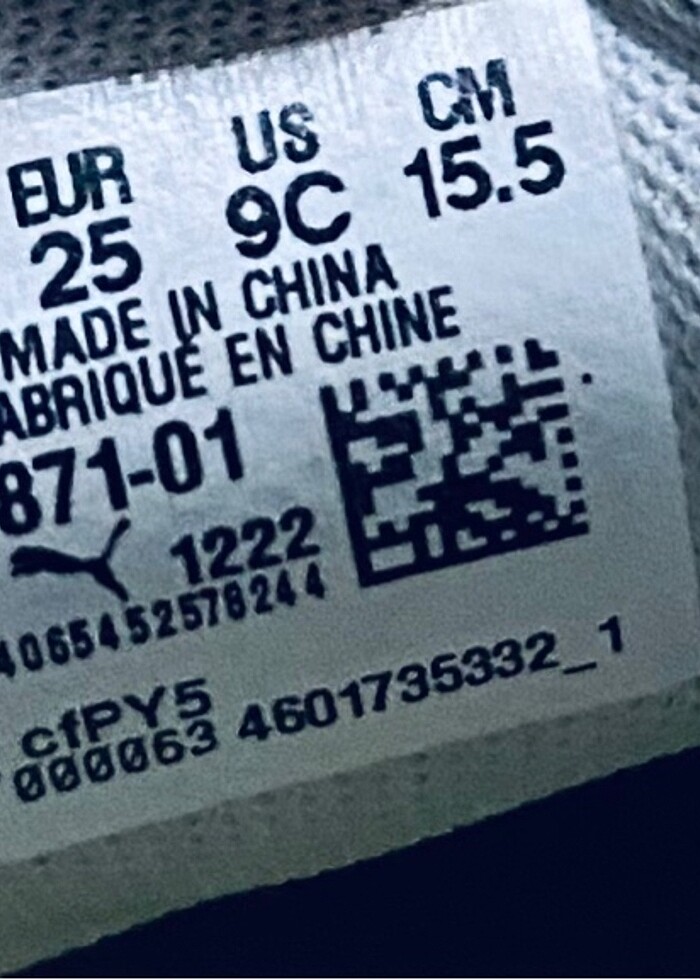 EUR US CM
25 9C 15.5
MADE IN CHINA
ABRIQUÉ EN CHINE
871-01
1222
4065452578244
cfPY5
000063 4601735332_1